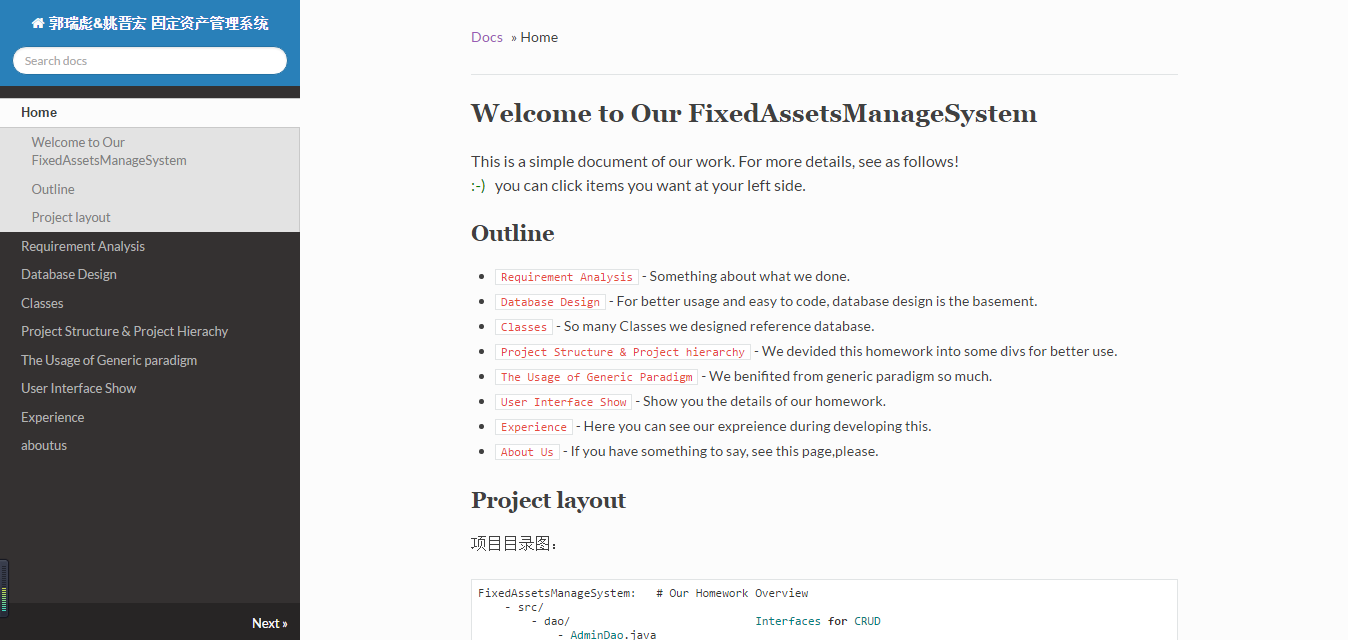 郭瑞彪&姚晋宏 固定资产管理系统
Search docs
Home
Welcome to Our
FixedAssetsManageSystem
Outline
Project layout
Requirement Analysis
Database Design
Classes
Project Structure & Project Hierachy
The Usage of Generic paradigm
User Interface Show
Experience
aboutus
Next »
Docs » Home
Welcome to Our FixedAssetsManageSystem
This is a simple document of our work. For more details, see as follows!
:-) you can click items you want at your left side.
Outline
Requirement Analysis - Something about what we done.
Database Design - For better usage and easy to code, database design is the basement.
Classes - So many Classes we designed reference database.
Project Structure & Project hierarchy - We devided this homework into some divs for better use.
The Usage of Generic Paradigm - We benifited from generic paradigm so much.
User Interface Show - Show you the details of our homework.
Experience - Here you can see our expreience during developing this.
About Us - If you have something to say, see this page,please.
Project layout
项目目录图：
FixedAssetsManageSystem: # Our Homework Overview
- src/
- dao/ Interfaces for CRUD
- AdminDao.java